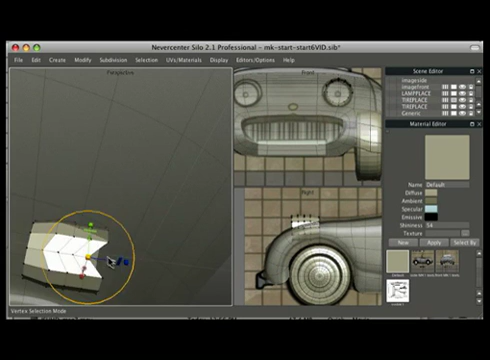 Nevercenter Silo 2.1 Professional - mk-start-start6VID.sib*
File Edit Create Modify Subdivision Selection UVs/Materials Display Editors/Options Help
Perspective
Front
Right
Scene Editor
imageside
imagefront
LAMPPLACE
TIREPLACE
TIREPLACE
Generic
Material Editor
Name Default
Diffuse
Ambient
Specular
Emissive
Shininess 54
Texture
New Apply Select By
Default
Vertex Selection Mode